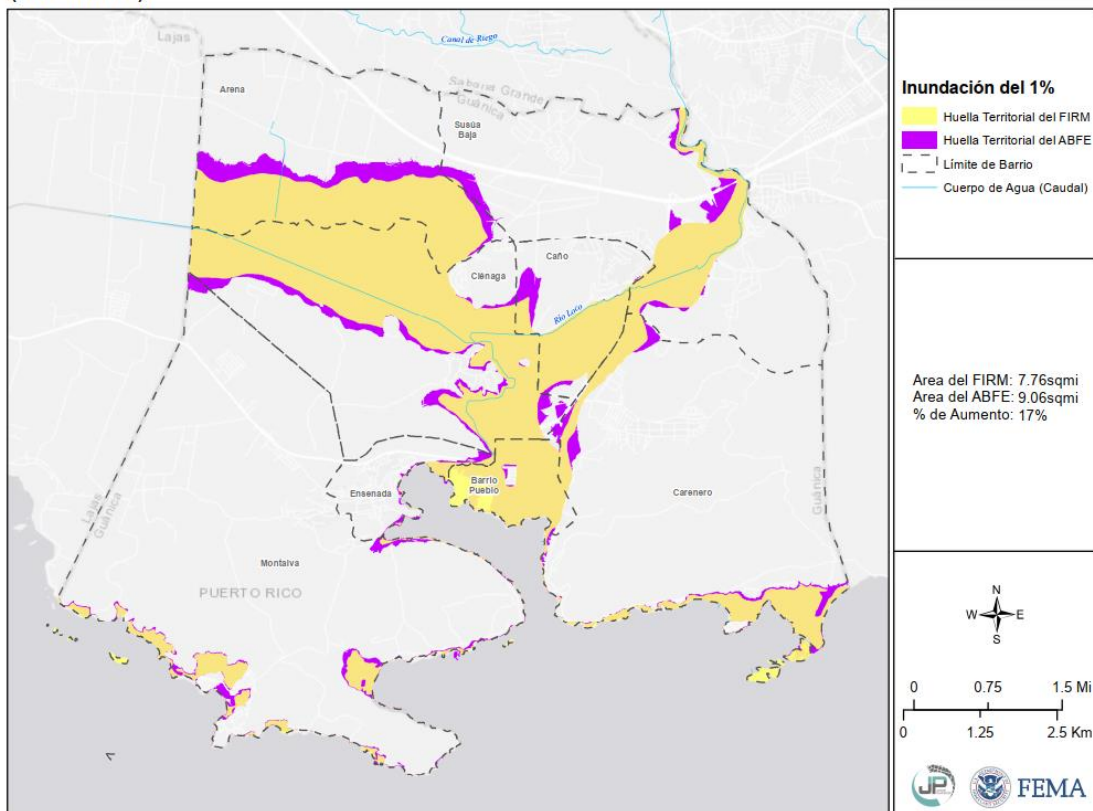 Lajas
Canal de Riego
Arena
Sabana Grande
Guánica
Susúa
Baja
Caño
Ciénaga
Río Loco
Ensenada
Barrio
Pueblo
Carenero
Lajas
Guánica
Guánica
Montalva
PUERTO RICO
Inundación del 1%
Huella Territorial del FIRM
Huella Territorial del ABFE
Límite de Barrio
Cuerpo de Agua (Caudal)
Area del FIRM: 7.76sqmi
Area del ABFE: 9.06sqmi
% de Aumento: 17%
N
W E
S
0 0.75 1.5 Mi
0 1.25 2.5 Km
JP
FEMA